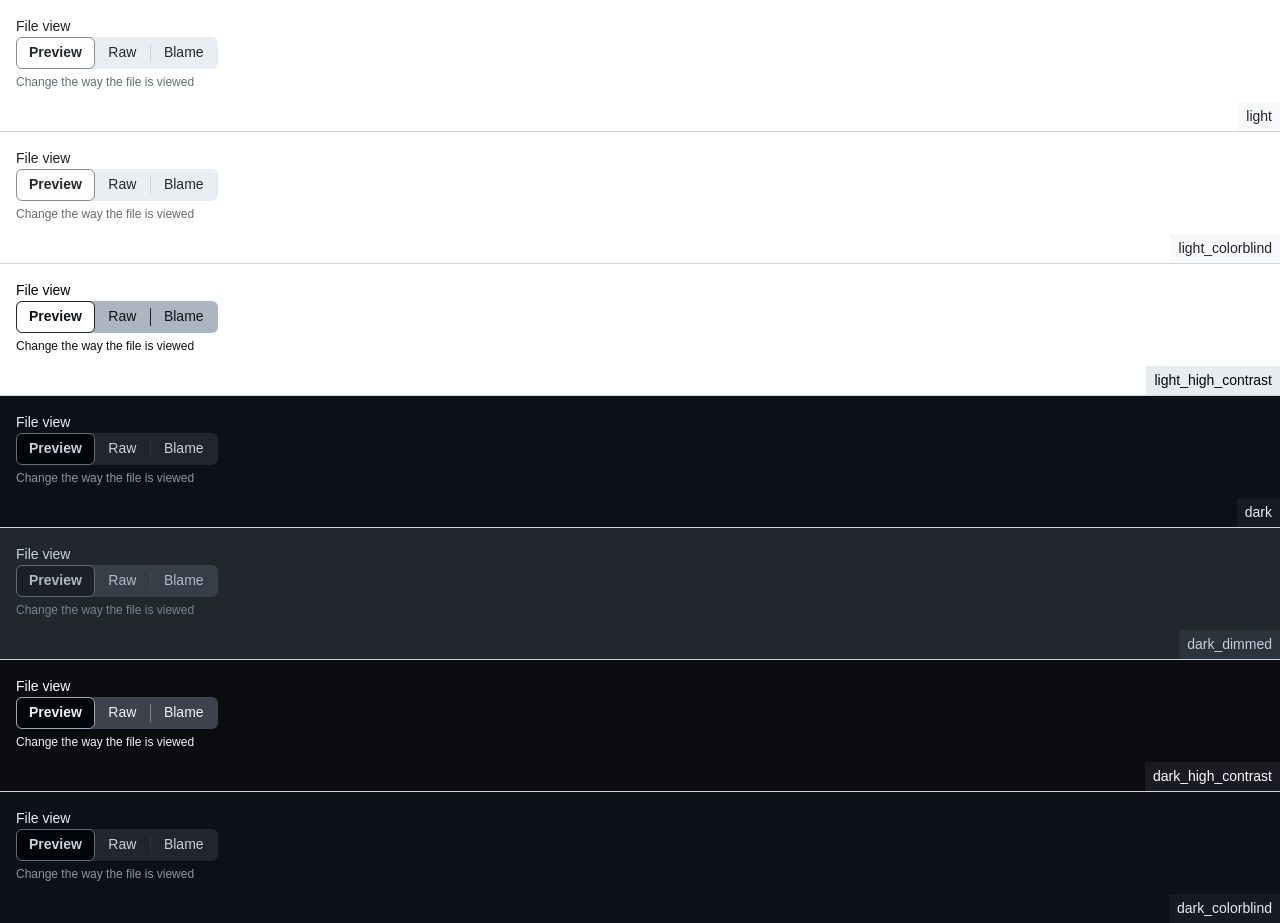 File view
Preview Raw Blame
Change the way the file is viewed
light
File view
Preview Raw Blame
Change the way the file is viewed
light_colorblind
File view
Preview Raw Blame
Change the way the file is viewed
light_high_contrast
File view
Preview Raw Blame
Change the way the file is viewed
dark
File view
Preview Raw Blame
Change the way the file is viewed
dark_dimmed
File view
Preview Raw Blame
Change the way the file is viewed
dark_high_contrast
File view
Preview Raw Blame
Change the way the file is viewed
dark_colorblind